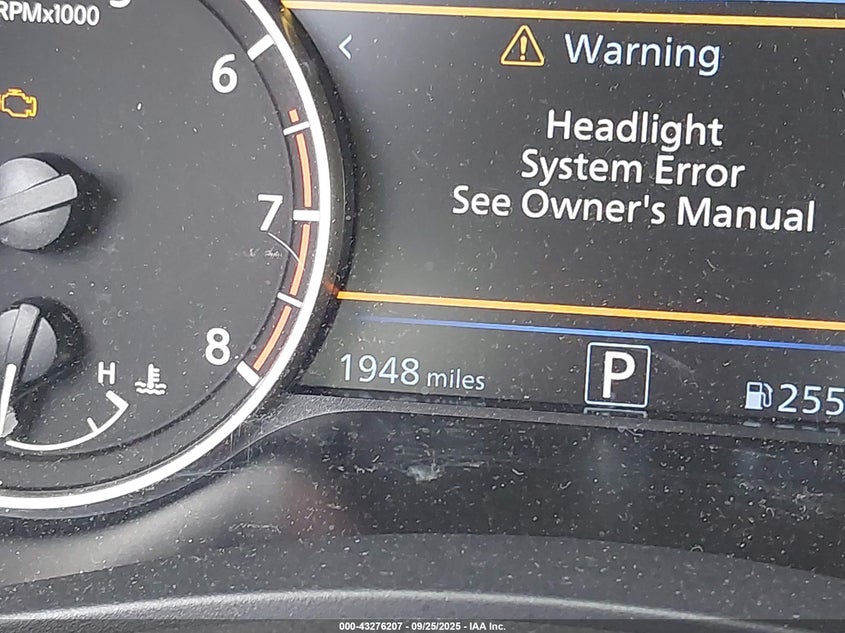 RPMx1000
6
7
8
H
<
Warning
Headlight
System Error
See Owner's Manual
1948 miles
P
255
000-43276207 - 09/25/2025 - IAA Inc.